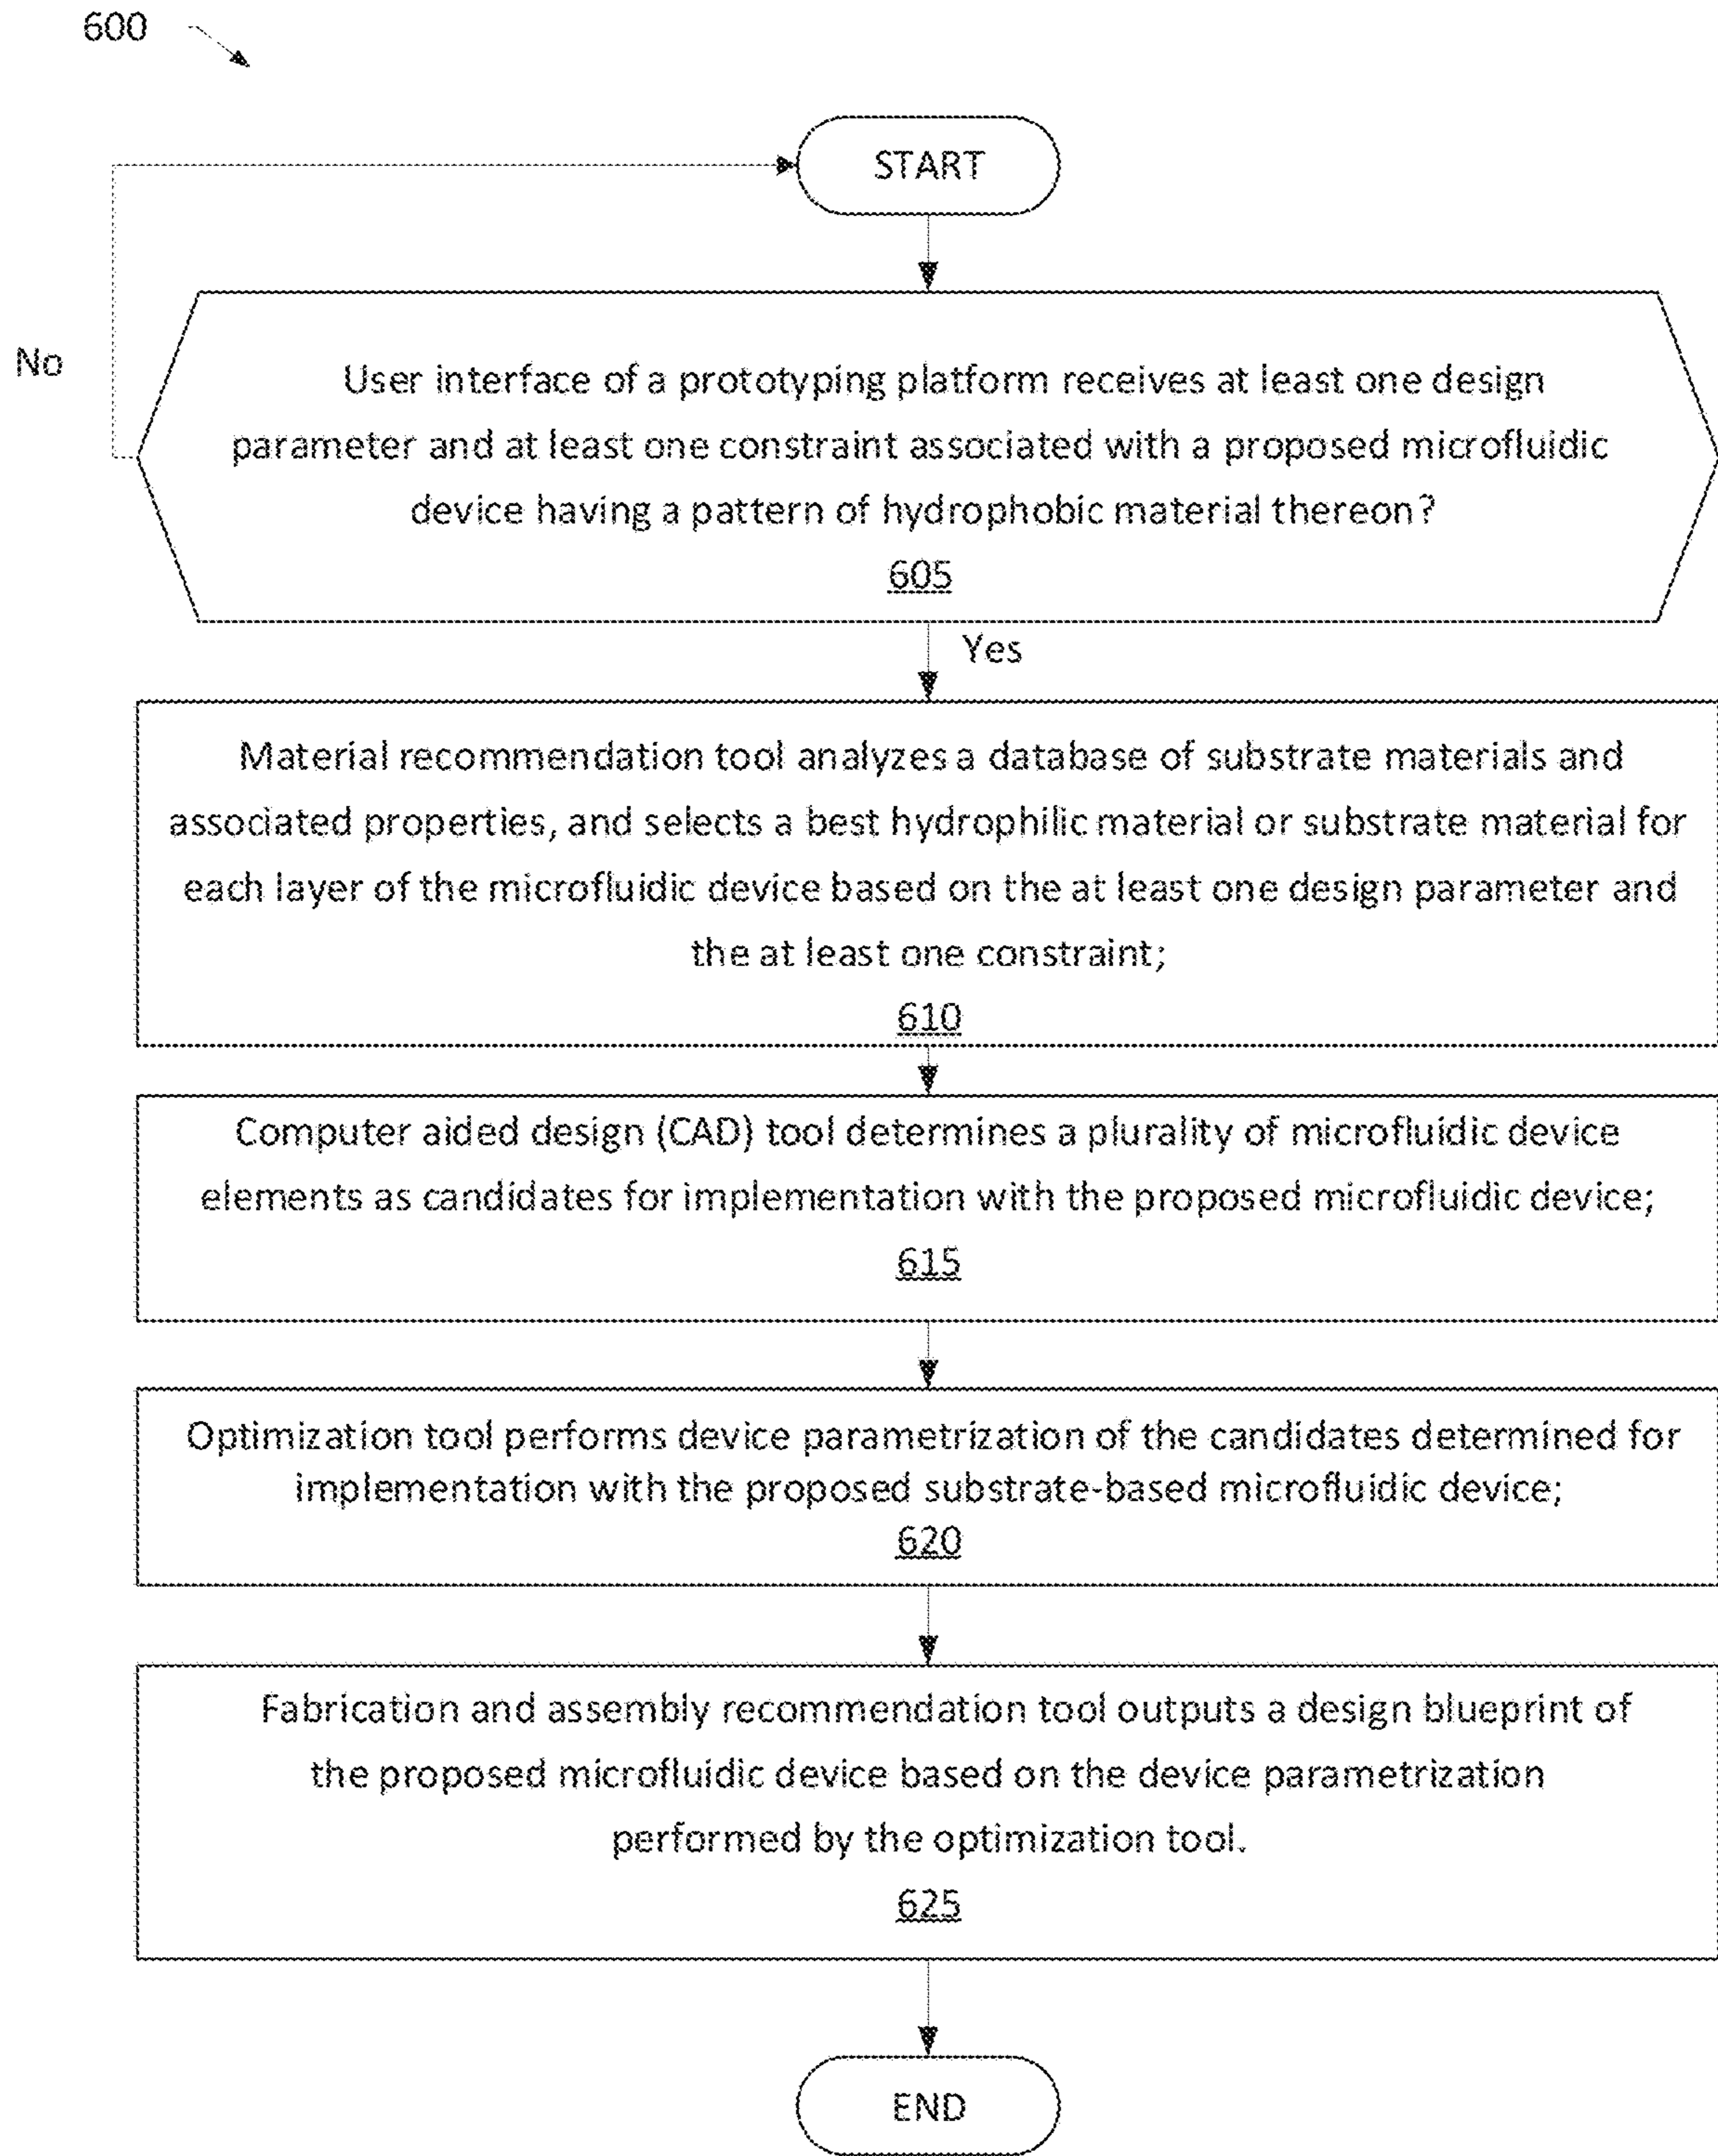 600
START
No
User interface of a prototyping platform receives at least one design
parameter and at least one constraint associated with a proposed microfluidic
device having a pattern of hydrophobic material thereon?
605
Yes
Material recommendation tool analyzes a database of substrate materials and
associated properties, and selects a best hydrophilic material or substrate material for
each layer of the microfluidic device based on the at least one design parameter and
the at least one constraint;
610
Computer aided design (CAD) tool determines a plurality of microfluidic device
elements as candidates for implementation with the proposed microfluidic device;
615
Optimization tool performs device parametrization of the candidates determined for
implementation with the proposed substrate-based microfluidic device;
620
Fabrication and assembly recommendation tool outputs a design blueprint of
the proposed microfluidic device based on the device parametrization
performed by the optimization tool.
625
END